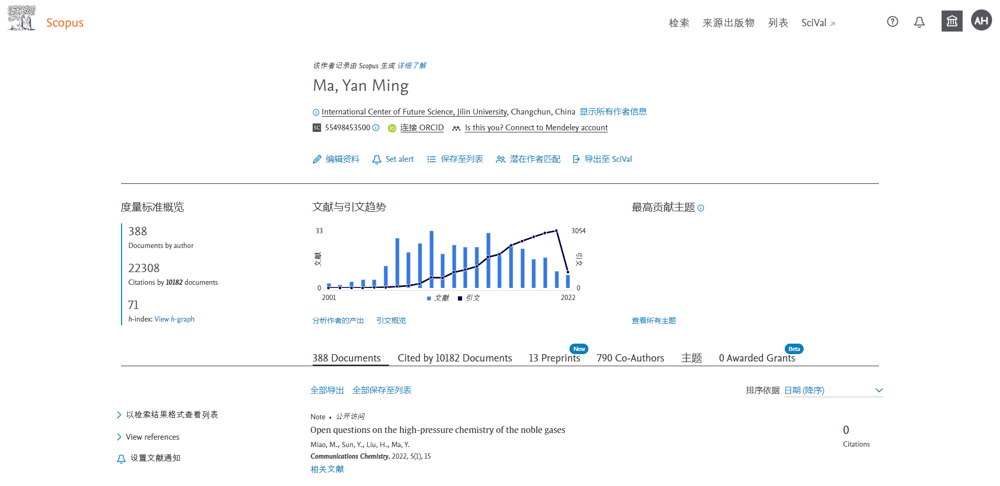 Scopus
检索 来源出版物 列表 SciVal
AH
该作者记录由 Scopus 生成 详细了解
Ma, Yan Ming
International Center of Future Science, Jilin University, Changchun, China 显示所有作者信息
SC 55498453500 iD 连接 ORCID Is this you? Connect to Mendeley account
编辑资料 Set alert 保存至列表 潜在作者匹配 导出至 SciVal
度量标准概览
388
Documents by author
22308
Citations by 10182 documents
71
h-index: View h-graph
文献与引文趋势
33 3054
文献 引文
0 0
2001 文献 引文 2022
分析作者的产出 引文概览
最高贡献主题
查看所有主题
New Beta
388 Documents Cited by 10182 Documents 13 Preprints 790 Co-Authors 主题 0 Awarded Grants
全部导出 全部保存至列表 排序依据 日期 (降序)
以检索结果格式查看列表
View references
设置文献通知
Note • 公开访问
Open questions on the high-pressure chemistry of the noble gases
Miao, M., Sun, Y., Liu, H., Ma, Y.
Communications Chemistry, 2022, 5(1), 15
相关文献
0
Citations